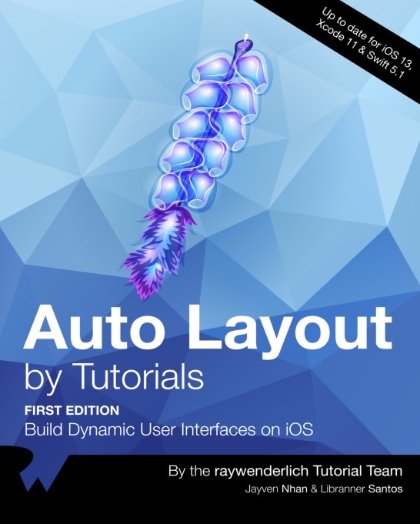 Up to date for iOS 13,
Xcode 11 & Swift 5.1
Auto Layout
by Tutorials
FIRST EDITION
Build Dynamic User Interfaces on iOS
By the raywenderlich Tutorial Team
Jayven Nhan & Libranner Santos